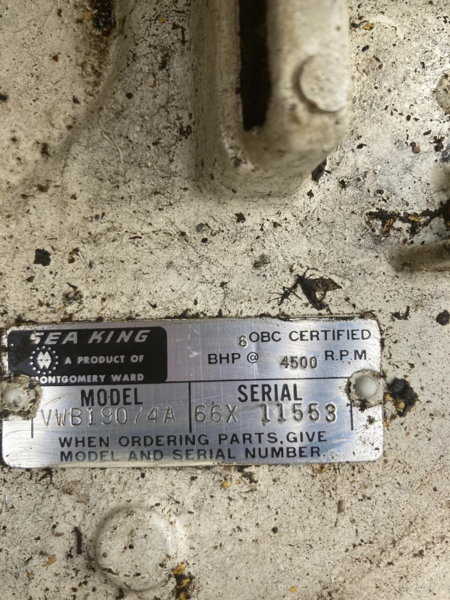 SEA KING
A PRODUCT OF
MONTGOMERY WARD
6 OBC CERTIFIED
BHP @ 4500 R.P.M.
MODEL
VWB19074A
SERIAL
66X 11553
WHEN ORDERING PARTS, GIVE
MODEL AND SERIAL NUMBER.